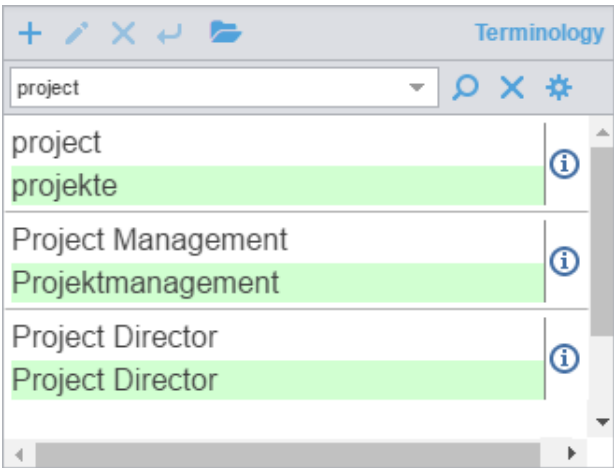 Terminology
project
project
projekte
Project Management
Projektmanagement
Project Director
Project Director